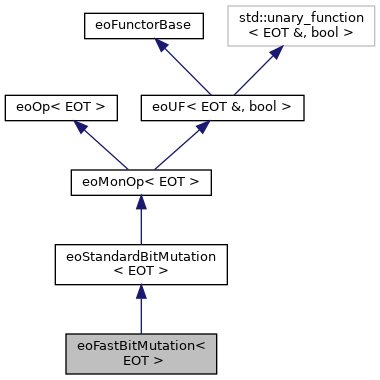 eoFunctorBase
std::unary_function
< EOT &, bool >
eoOp< EOT >
eoUF< EOT &, bool >
eoMonOp< EOT >
eoStandardBitMutation
< EOT >
eoFastBitMutation<
EOT >